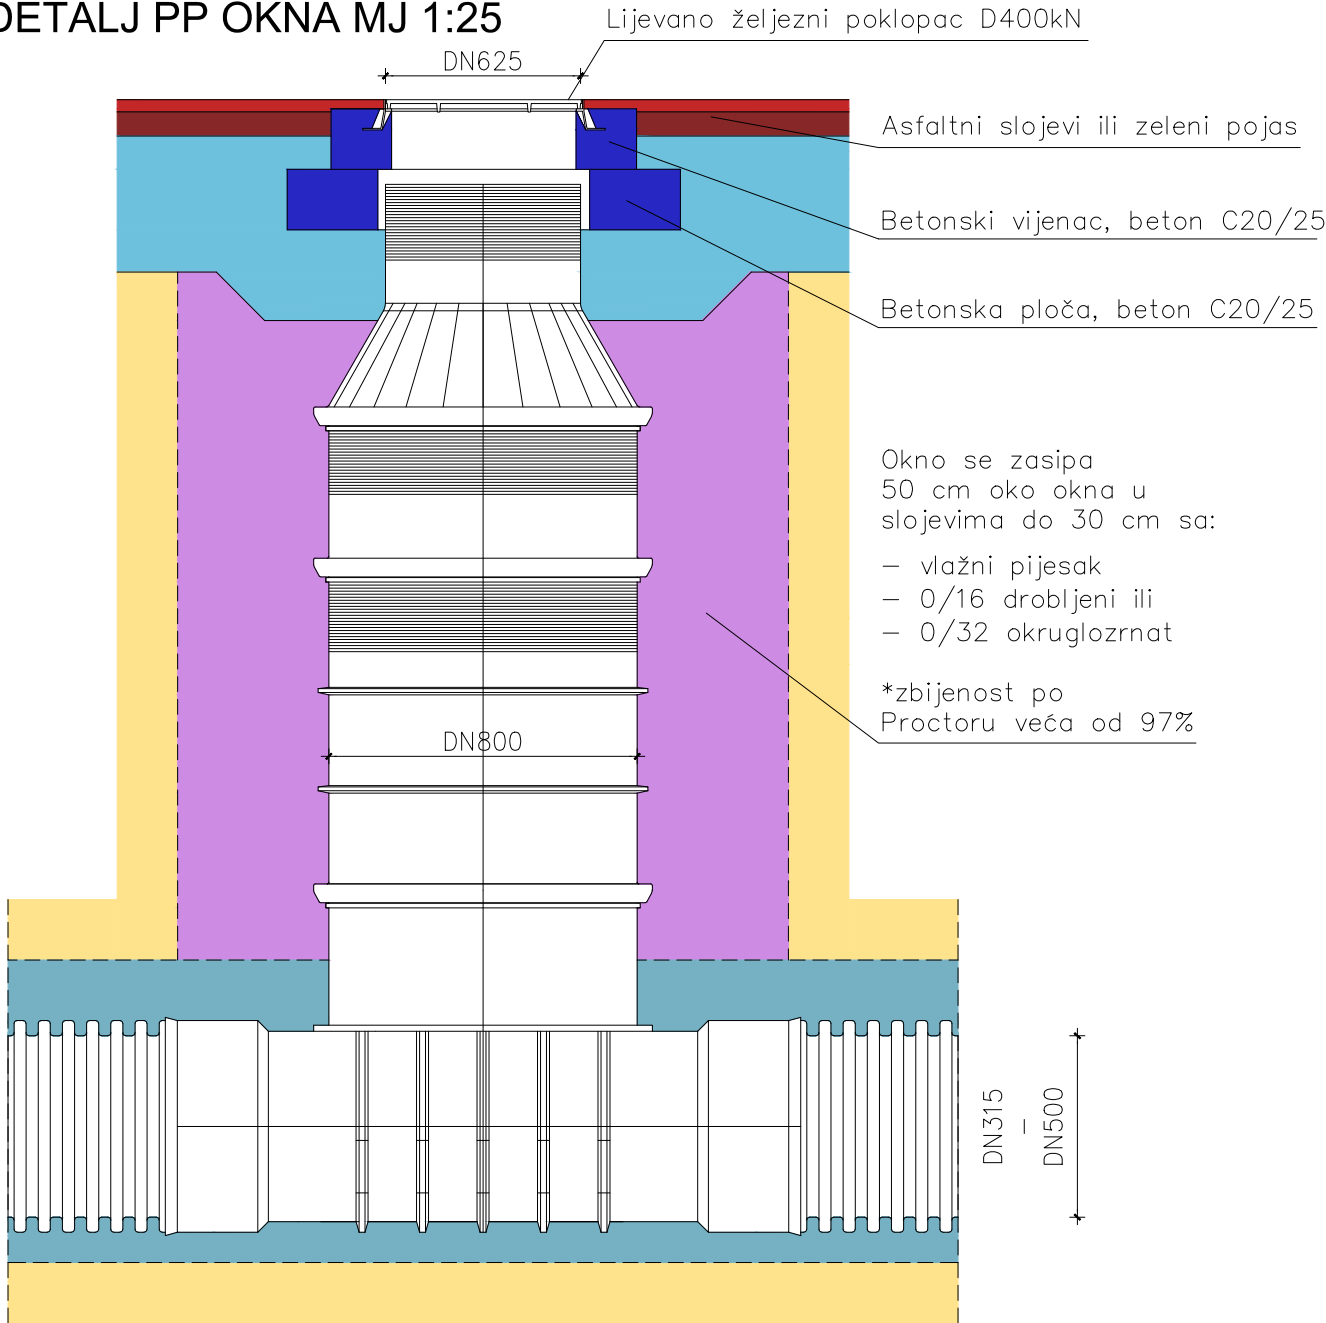 DETALJ PP OKNA MJ 1:25
Lijevano željezni poklopac D400kN
DN625
Asfaltni slojevi ili zeleni pojas
Betonski vijenac, beton C20/25
Betonska ploča, beton C20/25
Okno se zasipa
50 cm oko okna u
slojevima do 30 cm sa:
– vlažni pijesak
– 0/16 drobljeni ili
– 0/32 okruglozrnat
*zbijenost po
Proctoru veća od 97%
DN800
DN315
–
DN500